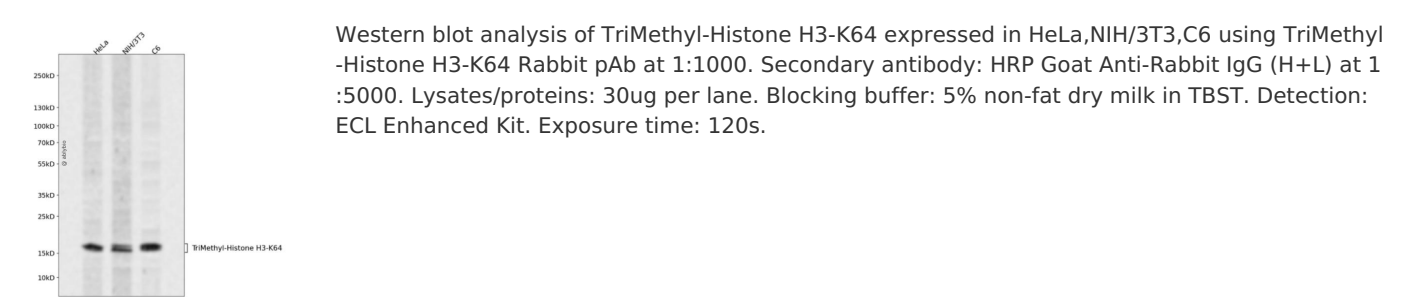 HeLa
NIH/3T3
C6
250kD
130kD
100kD
70kD
55kD
35kD
25kD
15kD
10kD
TriMethyl-Histone H3-K64
Western blot analysis of TriMethyl-Histone H3-K64 expressed in HeLa,NIH/3T3,C6 using TriMethyl
-Histone H3-K64 Rabbit pAb at 1:1000. Secondary antibody: HRP Goat Anti-Rabbit IgG (H+L) at 1
:5000. Lysates/proteins: 30ug per lane. Blocking buffer: 5% non-fat dry milk in TBST. Detection:
ECL Enhanced Kit. Exposure time: 120s.